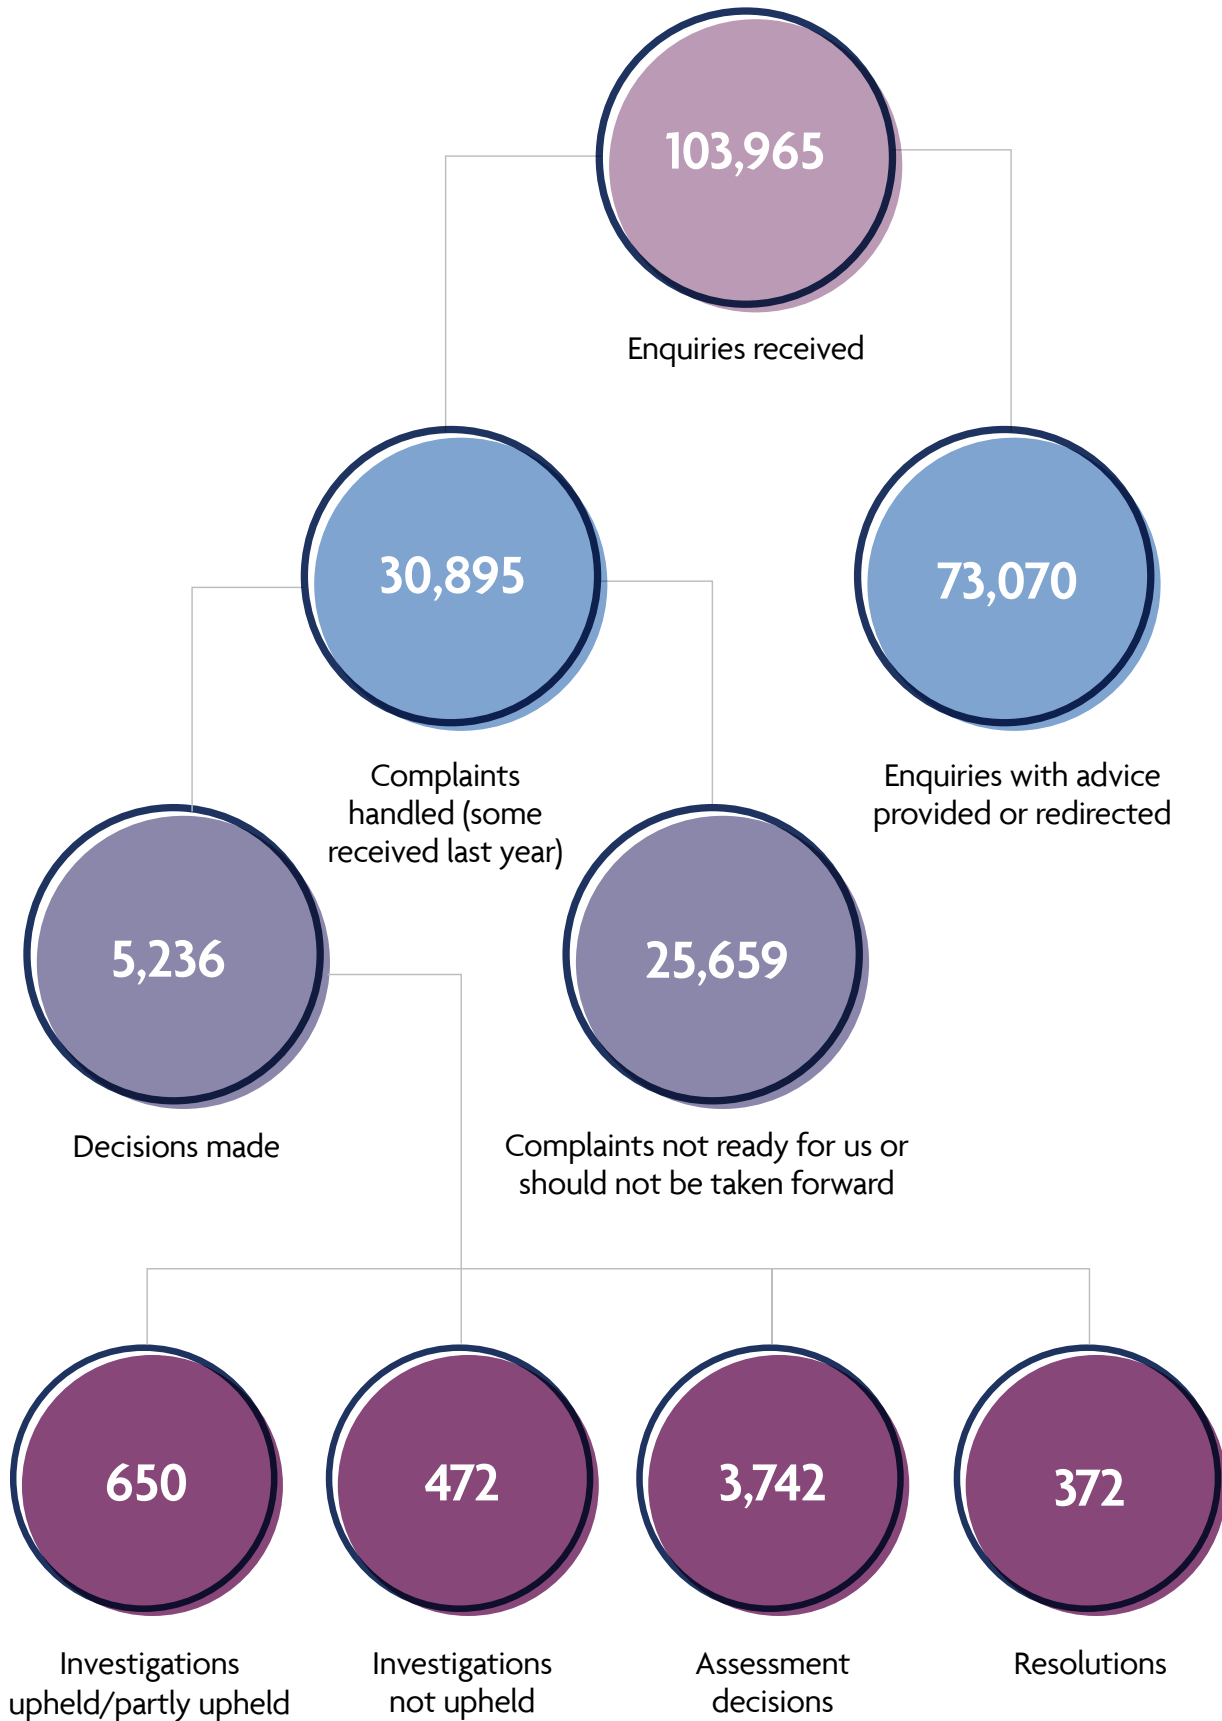 103,965
Enquiries received
30,895
73,070
Complaints
handled (some
received last year)
Enquiries with advice
provided or redirected
5,236
25,659
Decisions made
Complaints not ready for us or
should not be taken forward
650
472
3,742
372
Investigations
upheld/partly upheld
Investigations
not upheld
Assessment
decisions
Resolutions